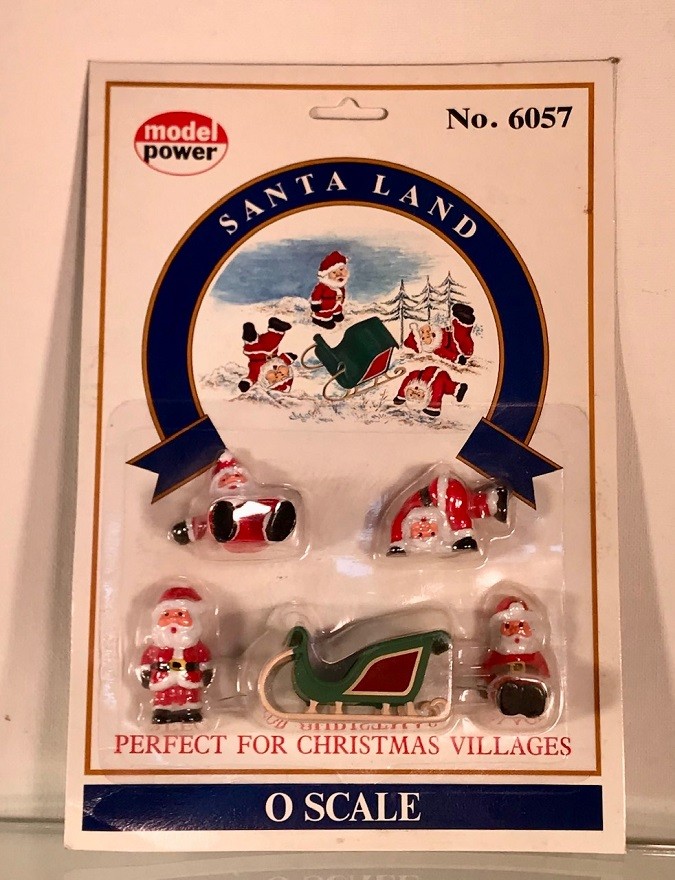 model
power
No. 6057
SANTA LAND
PERFECT FOR CHRISTMAS VILLAGES
O SCALE